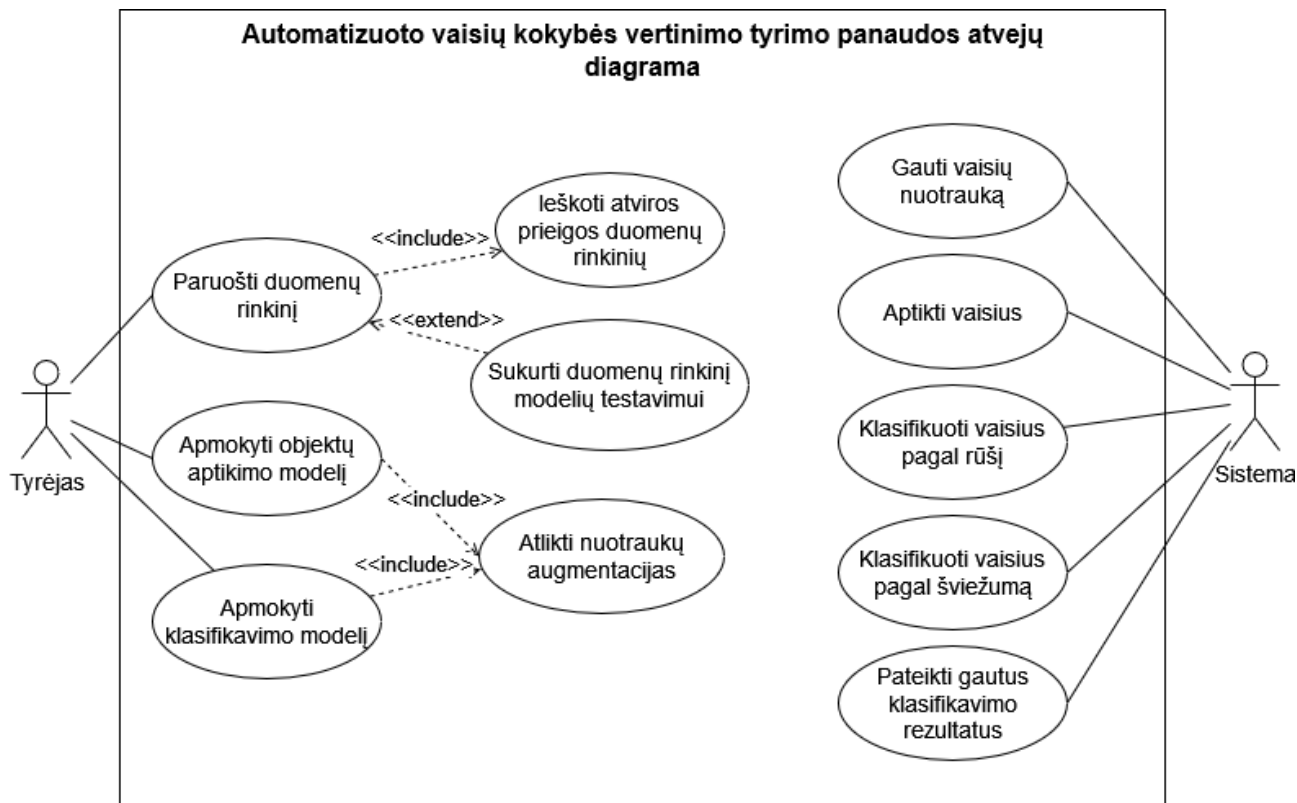 Automatizuoto vaisių kokybės vertinimo tyrimo panaudos atvejų
diagrama
Gauti vaisių
nuotrauką
Ieškoti atviros
prieigos duomenų
rinkinių
<<include>>
Paruošti duomenų
rinkinį
<<extend>>
Aptikti vaisius
Sukurti duomenų rinkinį
modelių testavimui
Tyrėjas
Sistema
Apmokyti objektų
aptikimo modelį
Klasifikuoti vaisius
pagal rūšį
<<include>>
Atlikti nuotraukų
augmentacijas
<<include>>
Klasifikuoti vaisius
pagal šviežumą
Apmokyti
klasifikavimo modelį
Pateikti gautus
klasifikavimo
rezultatus